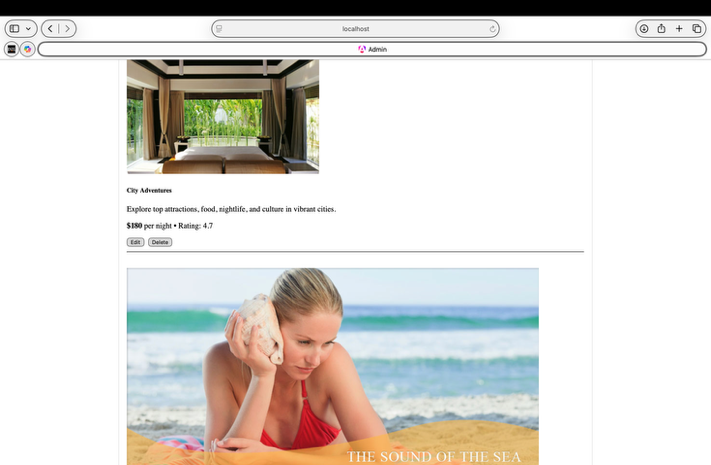 localhost
Admin
City Adventures
Explore top attractions, food, nightlife, and culture in vibrant cities.
$180 per night • Rating: 4.7
Edit Delete
THE SOUND OF THE SEA